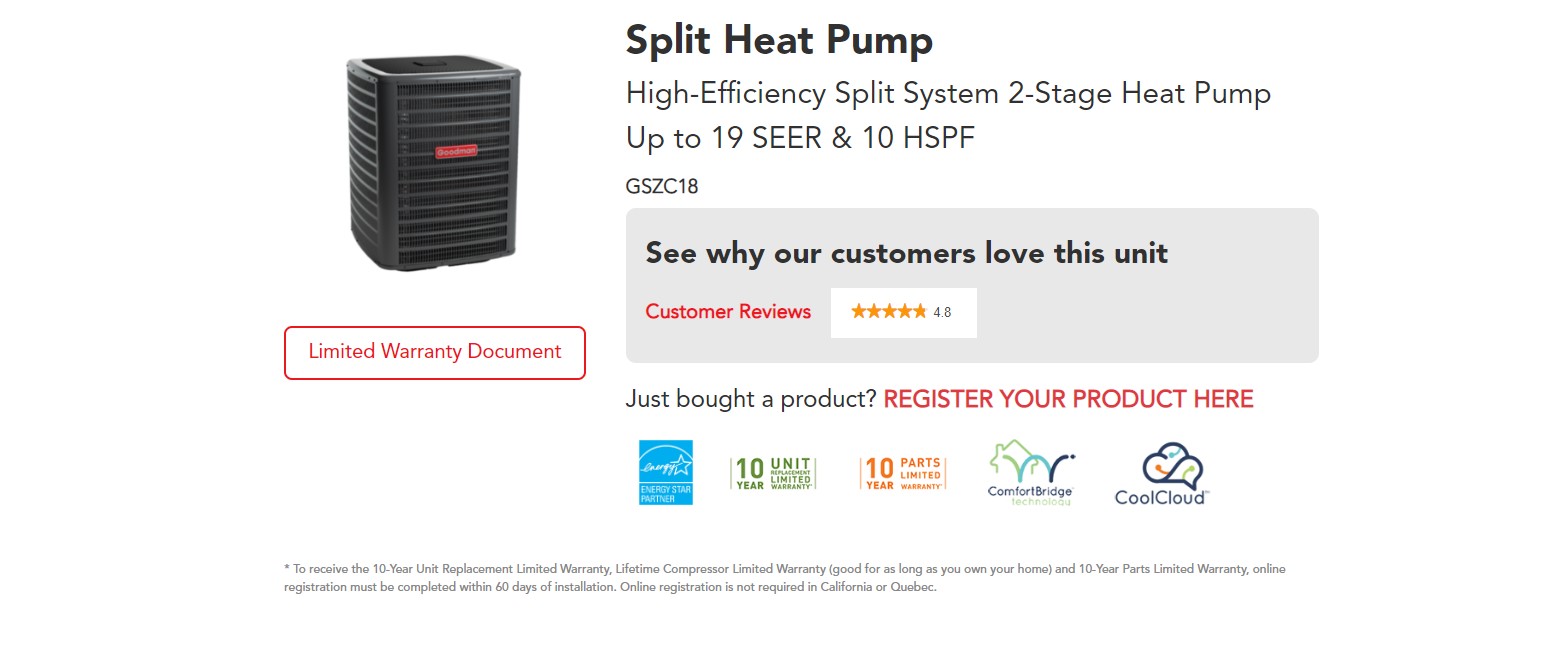 Split Heat Pump
High-Efficiency Split System 2-Stage Heat Pump
Up to 19 SEER & 10 HSPF
GSZC18
Goodman
See why our customers love this unit
Customer Reviews
4.8
Limited Warranty Document
Just bought a product? REGISTER YOUR PRODUCT HERE
energy
ENERGY STAR
PARTNER
10 YEAR
UNIT
REPLACEMENT
LIMITED
WARRANTY*
10 YEAR
PARTS
LIMITED
WARRANTY*
ComfortBridge™
technology
CoolCloud™
* To receive the 10-Year Unit Replacement Limited Warranty, Lifetime Compressor Limited Warranty (good for as long as you own your home) and 10-Year Parts Limited Warranty, online
registration must be completed within 60 days of installation. Online registration is not required in California or Quebec.